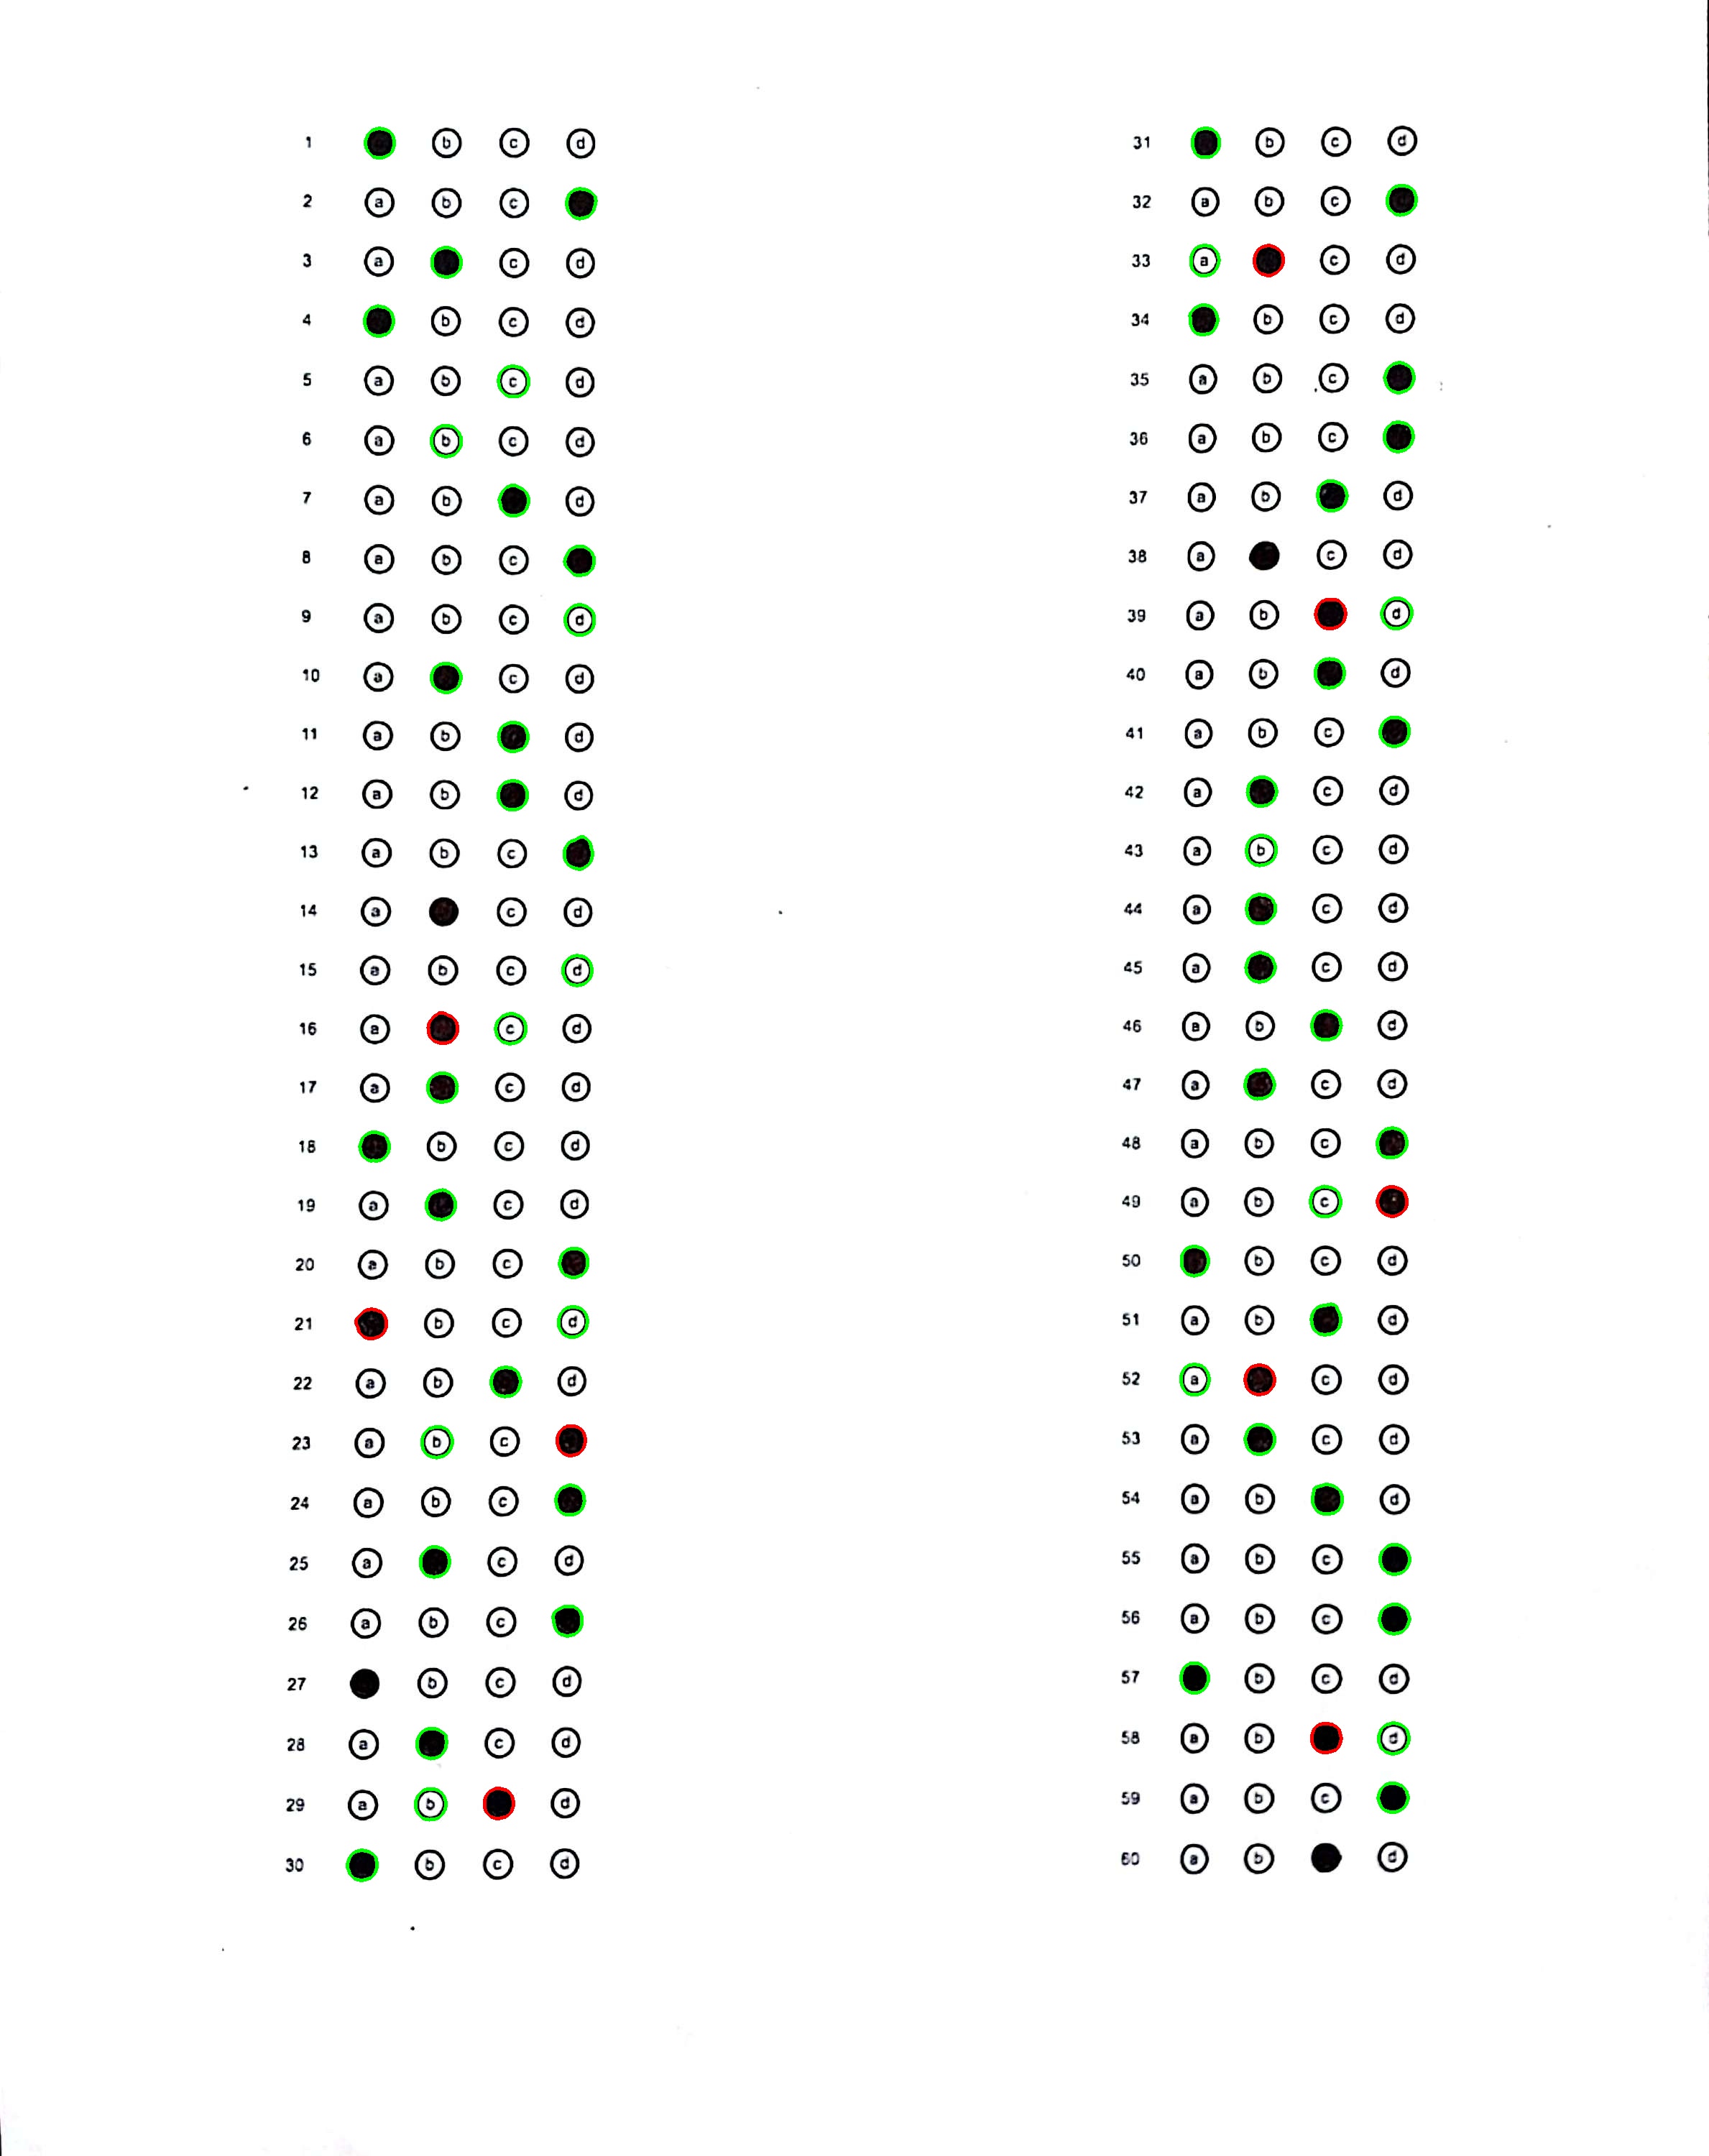 1 b c d
2 a b c
3 a c d
4 b c d
5 a b c d
6 a b c d
7 a b d
8 a b c
9 a b c d
10 a c d
11 a b d
12 a b d
13 a b c
14 a c d
15 a b c d
16 a c d
17 a c d
18 b c d
19 a c d
20 a b c
21 b c d
22 a b d
23 a b c
24 a b c
25 a c d
26 a b c
27 b c d
28 a c d
29 a b d
30 b c d
31 b c d
32 a b c
33 a c d
34 b c d
35 a b c
36 a b c
37 a b d
38 a c d
39 a b d
40 a b d
41 a b c
42 a c d
43 a b c d
44 a c d
45 a c d
46 a b d
47 a c d
48 a b c
49 a b c
50 b c d
51 a b d
52 a c d
53 a c d
54 a b d
55 a b c
56 a b c
57 b c d
58 a b d
59 a b c
60 a b d